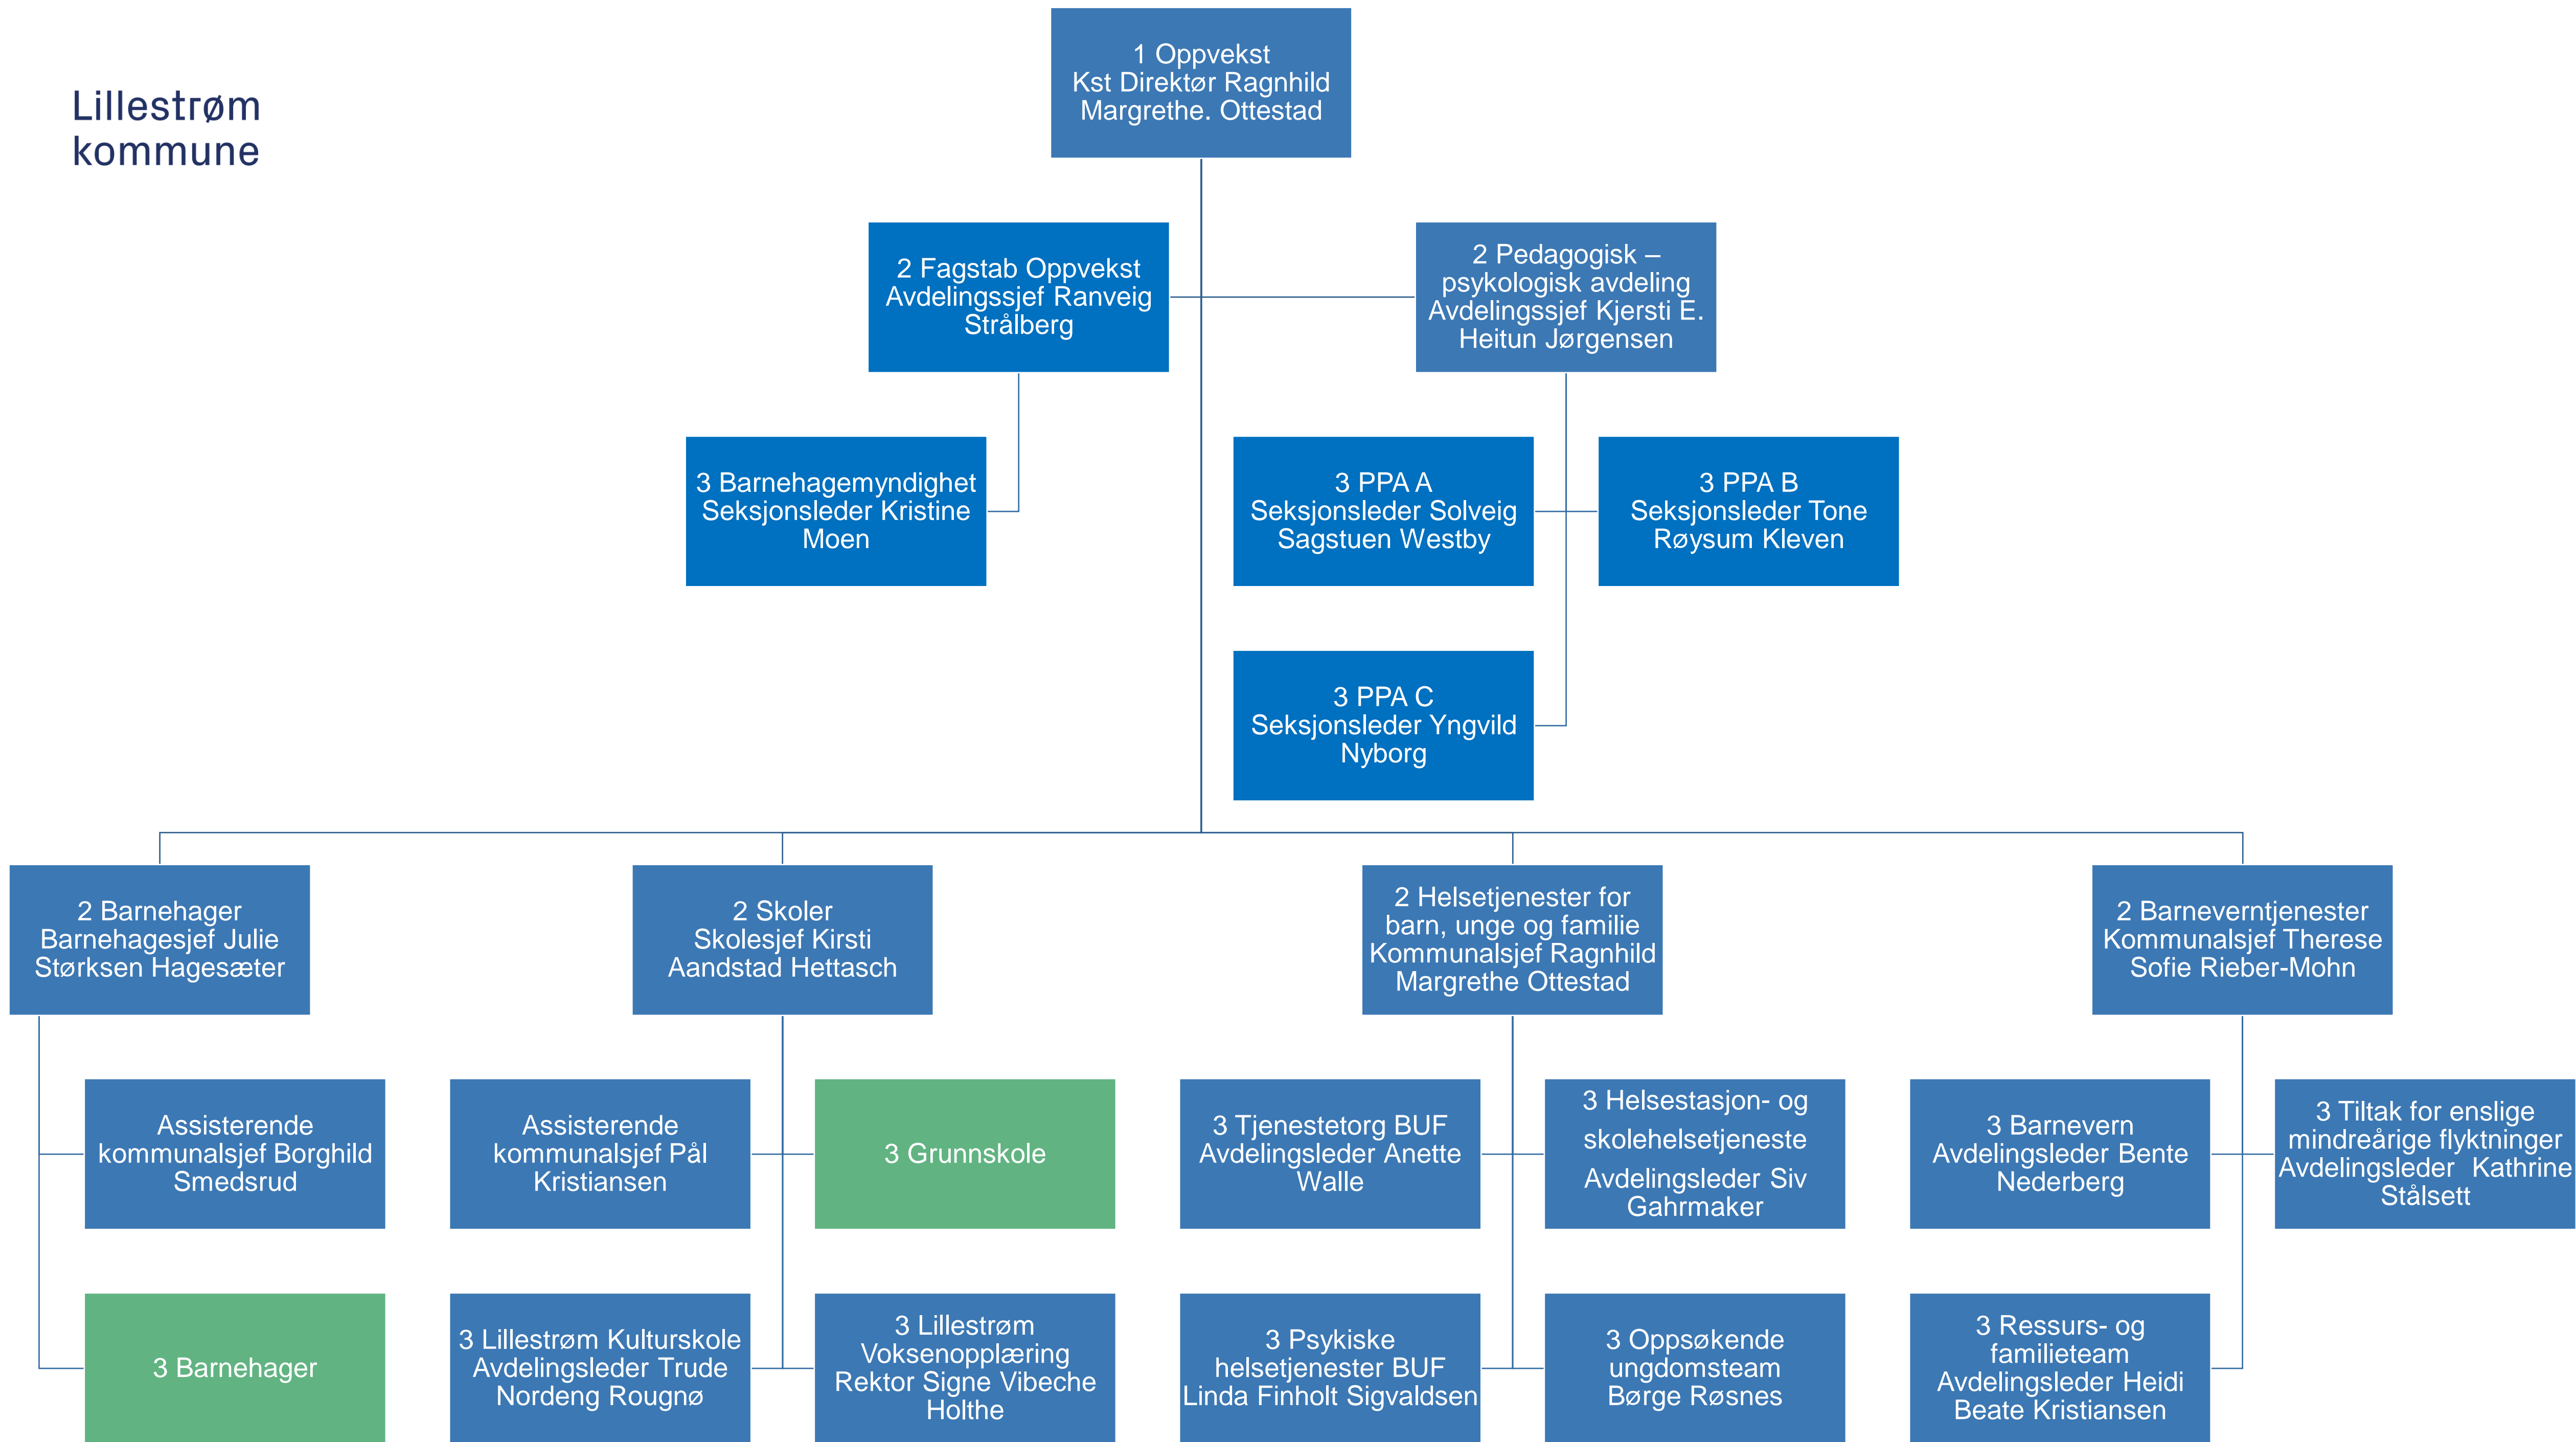 Lillestrøm
kommune
1 Oppvekst
Kst Direktør Ragnhild
Margrethe. Ottestad
2 Fagstab Oppvekst
Avdelingssjef Ranveig
Strålberg
2 Pedagogisk –
psykologisk avdeling
Avdelingssjef Kjersti E.
Heitun Jørgensen
3 Barnehagemyndighet
Seksjonsleder Kristine
Moen
3 PPA A
Seksjonsleder Solveig
Sagstuen Westby
3 PPA B
Seksjonsleder Tone
Røysum Kleven
3 PPA C
Seksjonsleder Yngvild
Nyborg
2 Barnehager
Barnehagesjef Julie
Størksen Hagesæter
2 Skoler
Skolesjef Kirsti
Aandstad Hettasch
2 Helsetjenester for
barn, unge og familie
Kommunalsjef Ragnhild
Margrethe Ottestad
2 Barneverntjenester
Kommunalsjef Therese
Sofie Rieber-Mohn
Assisterende
kommunalsjef Borghild
Smedsrud
Assisterende
kommunalsjef Pål
Kristiansen
3 Grunnskole
3 Tjenestetorg BUF
Avdelingsleder Anette
Walle
3 Helsestasjon- og
skolehelsetjeneste
Avdelingsleder Siv
Gahrmaker
3 Barnevern
Avdelingsleder Bente
Nederberg
3 Tiltak for enslige
mindreårige flyktninger
Avdelingsleder  Kathrine
Stålsett
3 Barnehager
3 Lillestrøm Kulturskole
Avdelingsleder Trude
Nordeng Rougnø
3 Lillestrøm
Voksenopplæring
Rektor Signe Vibeche
Holthe
3 Psykiske
helsetjenester BUF
Linda Finholt Sigvaldsen
3 Oppsøkende
ungdomsteam
Børge Røsnes
3 Ressurs- og
familieteam
Avdelingsleder Heidi
Beate Kristiansen